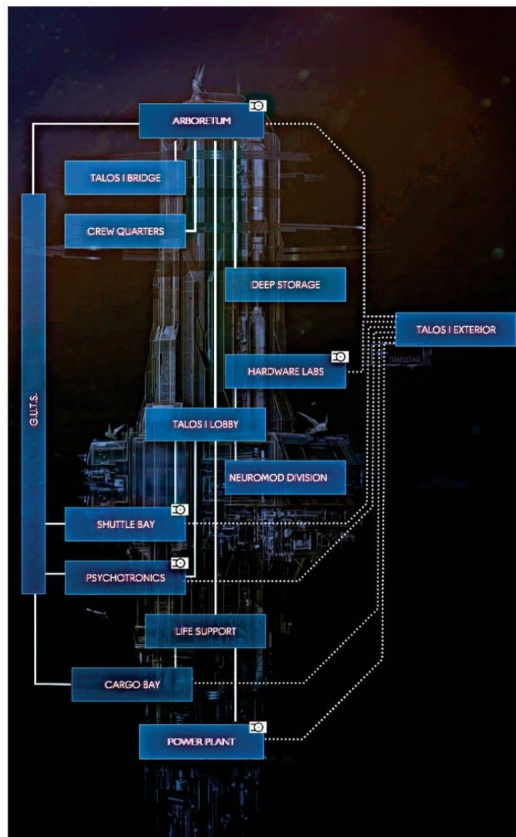 ARBORETUM
TALOS I BRIDGE
CREW QUARTERS
DEEP STORAGE
TALOS I EXTERIOR
TRANSTAR
HARDWARE LABS
G.U.T.S.
TALOS I LOBBY
NEUROMOD DIVISION
SHUTTLE BAY
PSYCHOTRONICS
LIFE SUPPORT
CARGO BAY
POWER PLANT